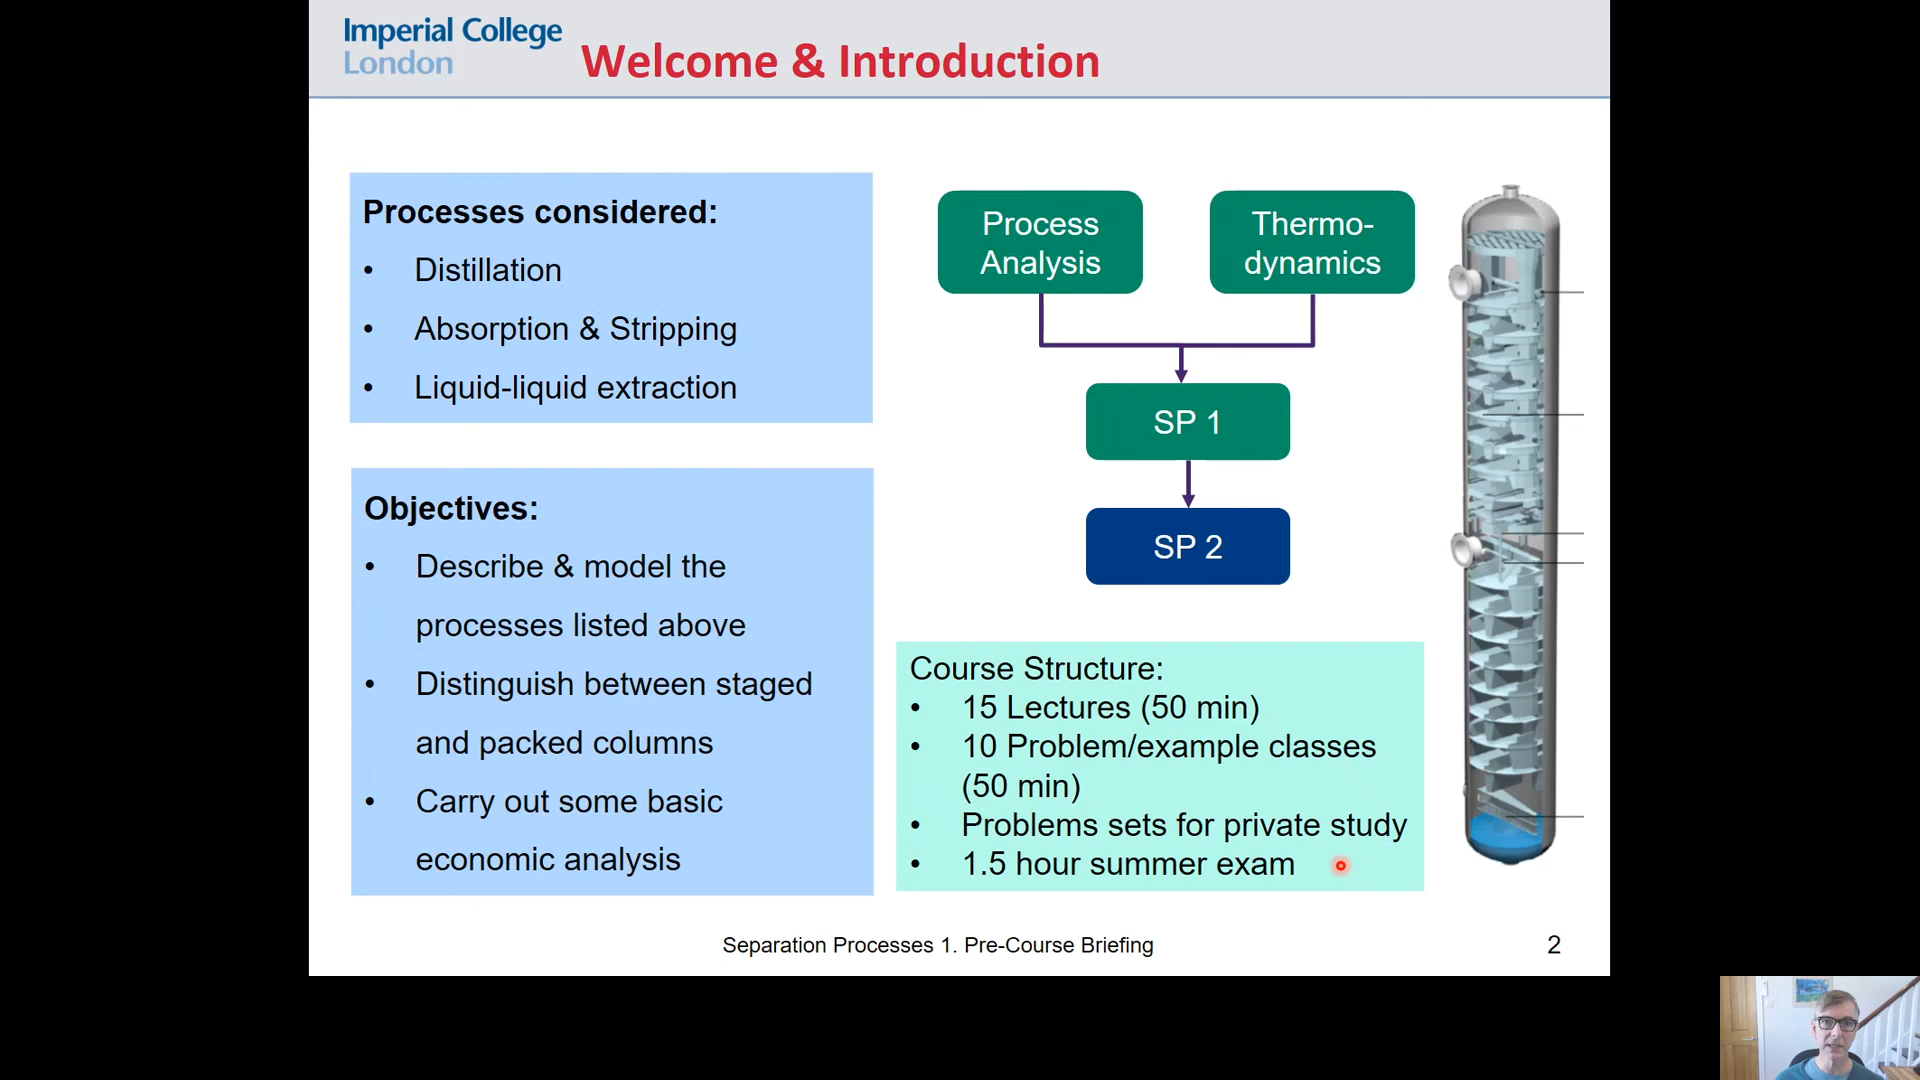 Imperial College
London
Welcome & Introduction
Processes considered:
• Distillation
• Absorption & Stripping
• Liquid-liquid extraction
Objectives:
• Describe & model the
processes listed above
• Distinguish between staged
and packed columns
• Carry out some basic
economic analysis
Process
Analysis
Thermo-
dynamics
SP 1
SP 2
Course Structure:
• 15 Lectures (50 min)
• 10 Problem/example classes
(50 min)
• Problems sets for private study
• 1.5 hour summer exam
Separation Processes 1. Pre-Course Briefing
2